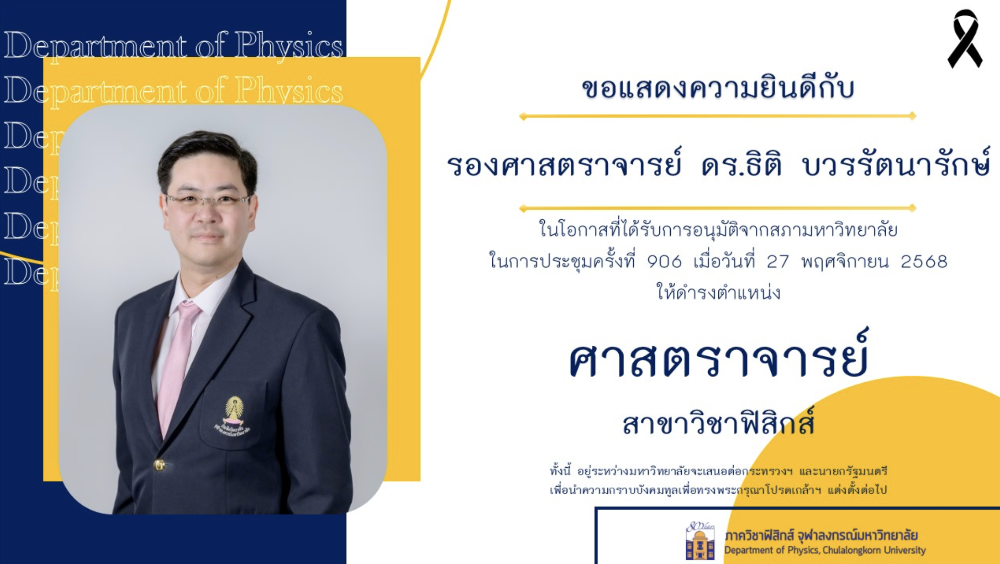 Department of Physics
Department of Physics
Dep
Dep
Dep
Dep
ขอแสดงความยินดีกับ
รองศาสตราจารย์ ดร.ธิติ บวรรัตนารักษ์
ในโอกาสที่ได้รับการอนุมัติจากสภามหาวิทยาลัย
ในการประชุมครั้งที่ 906 เมื่อวันที่ 27 พฤศจิกายน 2568
ให้ดำรงตำแหน่ง
ศาสตราจารย์
สาขาวิชาฟิสิกส์
ทั้งนี้ อยู่ระหว่างมหาวิทยาลัยจะเสนอต่อกระทรวงฯ และนายกรัฐมนตรี
เพื่อนำความกราบบังคมทูลเพื่อทรงพระกรุณาโปรดเกล้าฯ แต่งตั้งต่อไป
80 Years
ภาควิชาฟิสิกส์ จุฬาลงกรณ์มหาวิทยาลัย
Department of Physics, Chulalongkorn University